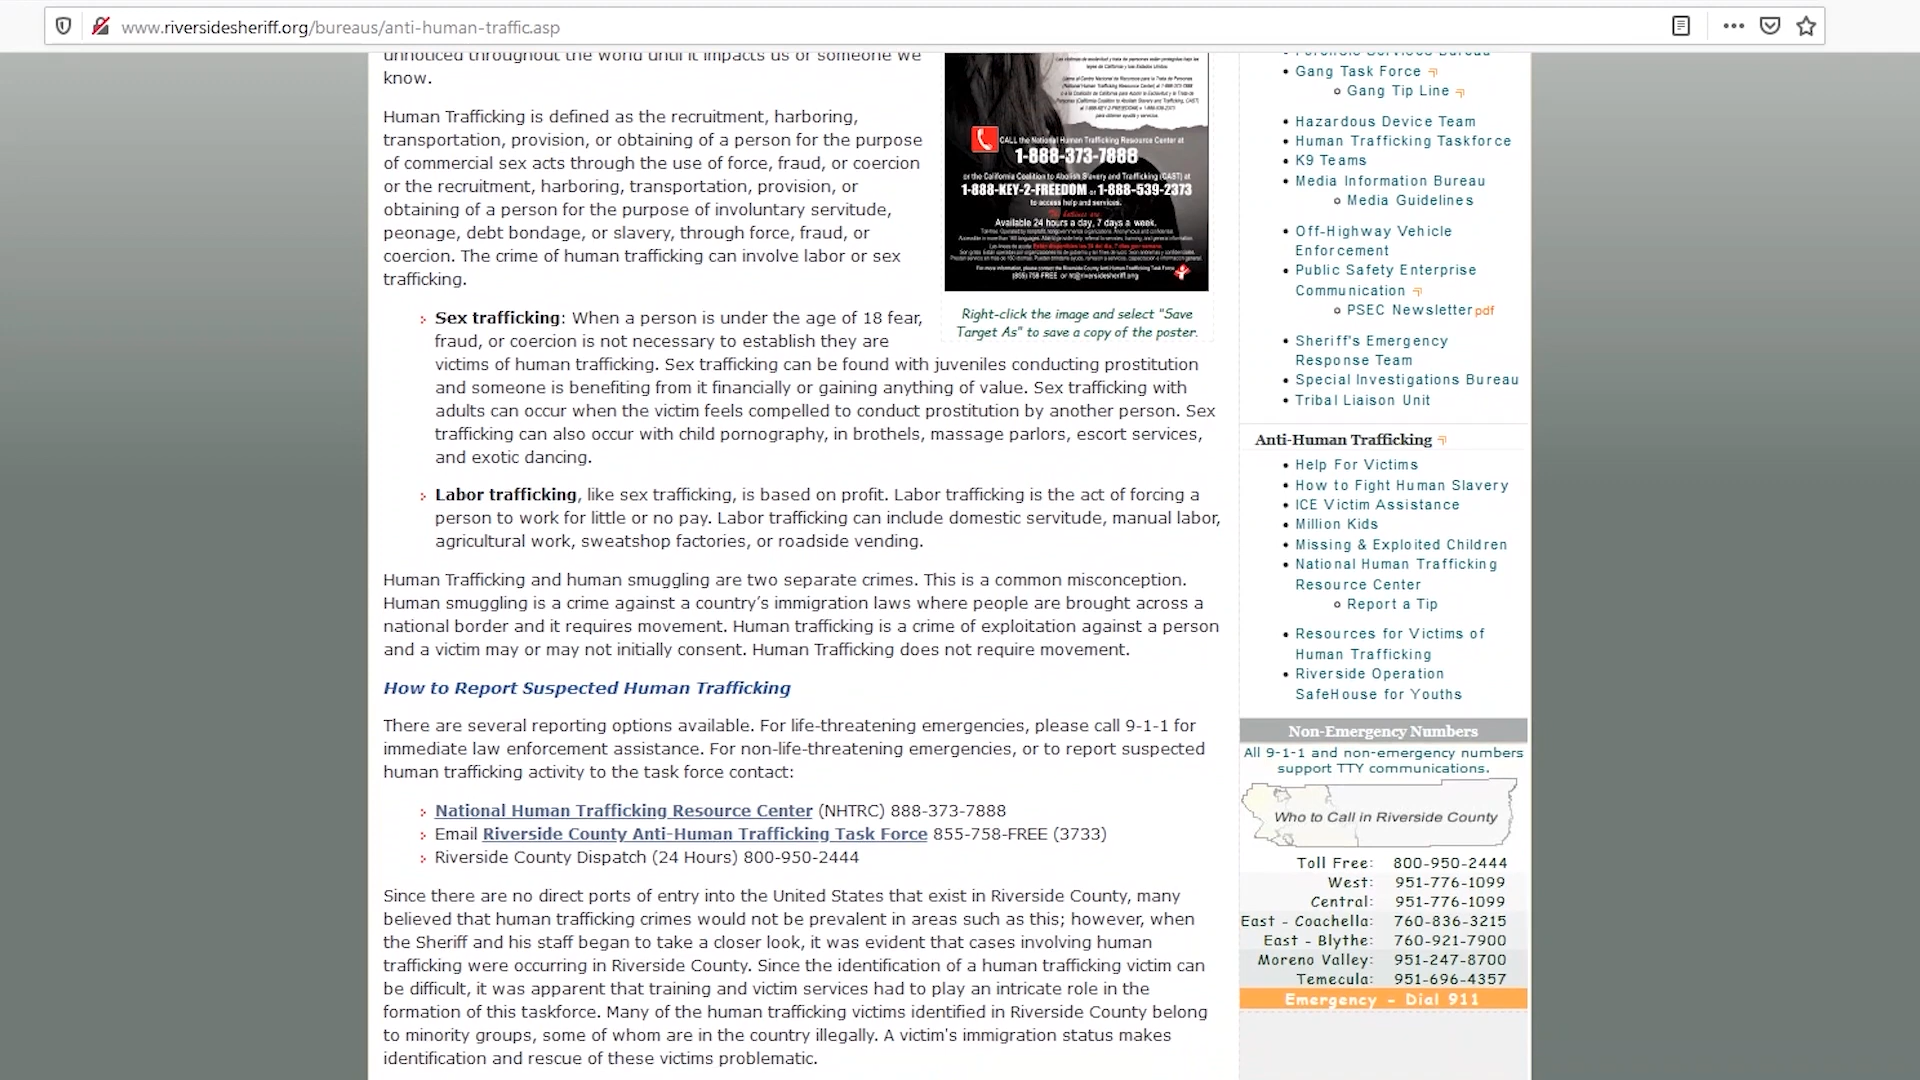 www.riversidesheriff.org/bureaus/anti-human-traffic.asp
unnoticed throughout the world until it impacts us or someone we
know.
Human Trafficking is defined as the recruitment, harboring,
transportation, provision, or obtaining of a person for the purpose
of commercial sex acts through the use of force, fraud, or coercion
or the recruitment, harboring, transportation, provision, or
obtaining of a person for the purpose of involuntary servitude,
peonage, debt bondage, or slavery, through force, fraud, or
coercion. The crime of human trafficking can involve labor or sex
trafficking.
Sex trafficking: When a person is under the age of 18 fear,
fraud, or coercion is not necessary to establish they are
victims of human trafficking. Sex trafficking can be found with juveniles conducting prostitution
and someone is benefiting from it financially or gaining anything of value. Sex trafficking with
adults can occur when the victim feels compelled to conduct prostitution by another person. Sex
trafficking can also occur with child pornography, in brothels, massage parlors, escort services,
and exotic dancing.
Labor trafficking, like sex trafficking, is based on profit. Labor trafficking is the act of forcing a
person to work for little or no pay. Labor trafficking can include domestic servitude, manual labor,
agricultural work, sweatshop factories, or roadside vending.
Human Trafficking and human smuggling are two separate crimes. This is a common misconception.
Human smuggling is a crime against a country’s immigration laws where people are brought across a
national border and it requires movement. Human trafficking is a crime of exploitation against a person
and a victim may or may not initially consent. Human Trafficking does not require movement.
How to Report Suspected Human Trafficking
There are several reporting options available. For life-threatening emergencies, please call 9-1-1 for
immediate law enforcement assistance. For non-life-threatening emergencies, or to report suspected
human trafficking activity to the task force contact:
National Human Trafficking Resource Center (NHTRC) 888-373-7888
Email Riverside County Anti-Human Trafficking Task Force 855-758-FREE (3733)
Riverside County Dispatch (24 Hours) 800-950-2444
Since there are no direct ports of entry into the United States that exist in Riverside County, many
believed that human trafficking crimes would not be prevalent in areas such as this; however, when
the Sheriff and his staff began to take a closer look, it was evident that cases involving human
trafficking were occurring in Riverside County. Since the identification of a human trafficking victim can
be difficult, it was apparent that training and victim services had to play an intricate role in the
formation of this taskforce. Many of the human trafficking victims identified in Riverside County belong
to minority groups, some of whom are in the country illegally. A victim's immigration status makes
identification and rescue of these victims problematic.
CALL the National Human Trafficking Resource Center at
1-888-373-7888
or the California Coalition to Abolish Slavery and Trafficking (CAST) at
1-888-KEY-2-FREEDOM or 1-888-539-2373
to access help and services.
Available 24 hours a day, 7 days a week.
For more information, please contact the Riverside County Anti-Human Trafficking Task Force
Right-click the image and select "Save
Target As" to save a copy of the poster.
Forensic Services Bureau
Gang Task Force
Gang Tip Line
Hazardous Device Team
Human Trafficking Taskforce
K9 Teams
Media Information Bureau
Media Guidelines
Off-Highway Vehicle
Enforcement
Public Safety Enterprise
Communication
PSEC Newsletter pdf
Sheriff's Emergency
Response Team
Special Investigations Bureau
Tribal Liaison Unit
Anti-Human Trafficking
Help For Victims
How to Fight Human Slavery
ICE Victim Assistance
Million Kids
Missing & Exploited Children
National Human Trafficking
Resource Center
Report a Tip
Resources for Victims of
Human Trafficking
Riverside Operation
SafeHouse for Youths
Non-Emergency Numbers
All 9-1-1 and non-emergency numbers
support TTY communications.
Who to Call in Riverside County
Toll Free: 800-950-2444
West: 951-776-1099
Central: 951-776-1099
East - Coachella: 760-836-3215
East - Blythe: 760-921-7900
Moreno Valley: 951-247-8700
Temecula: 951-696-4357
Emergency - Dial 911